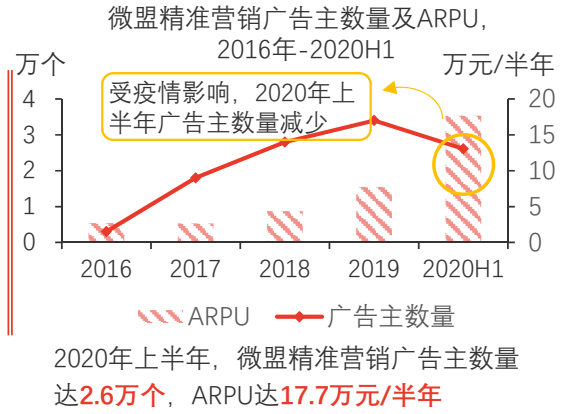 微盟精准营销广告主数量及ARPU，
2016年-2020H1
万个
万元/半年
受疫情影响，2020年上
半年广告主数量减少
4
3
2
1
0
20
15
10
5
0
2016 2017 2018 2019 2020H1
ARPU 广告主数量
2020年上半年，微盟精准营销广告主数量
达2.6万个，ARPU达17.7万元/半年